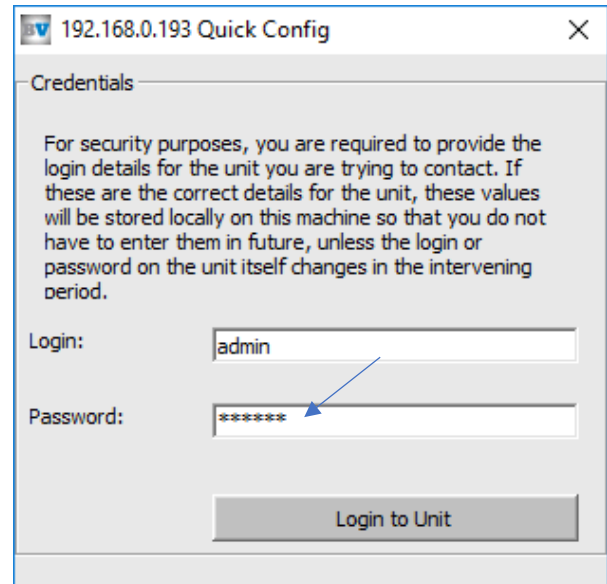 BV 192.168.0.193 Quick Config
Credentials
For security purposes, you are required to provide the
login details for the unit you are trying to contact. If
these are the correct details for the unit, these values
will be stored locally on this machine so that you do not
have to enter them in future, unless the login or
password on the unit itself changes in the intervening
period.
Login: admin
Password: ******
Login to Unit